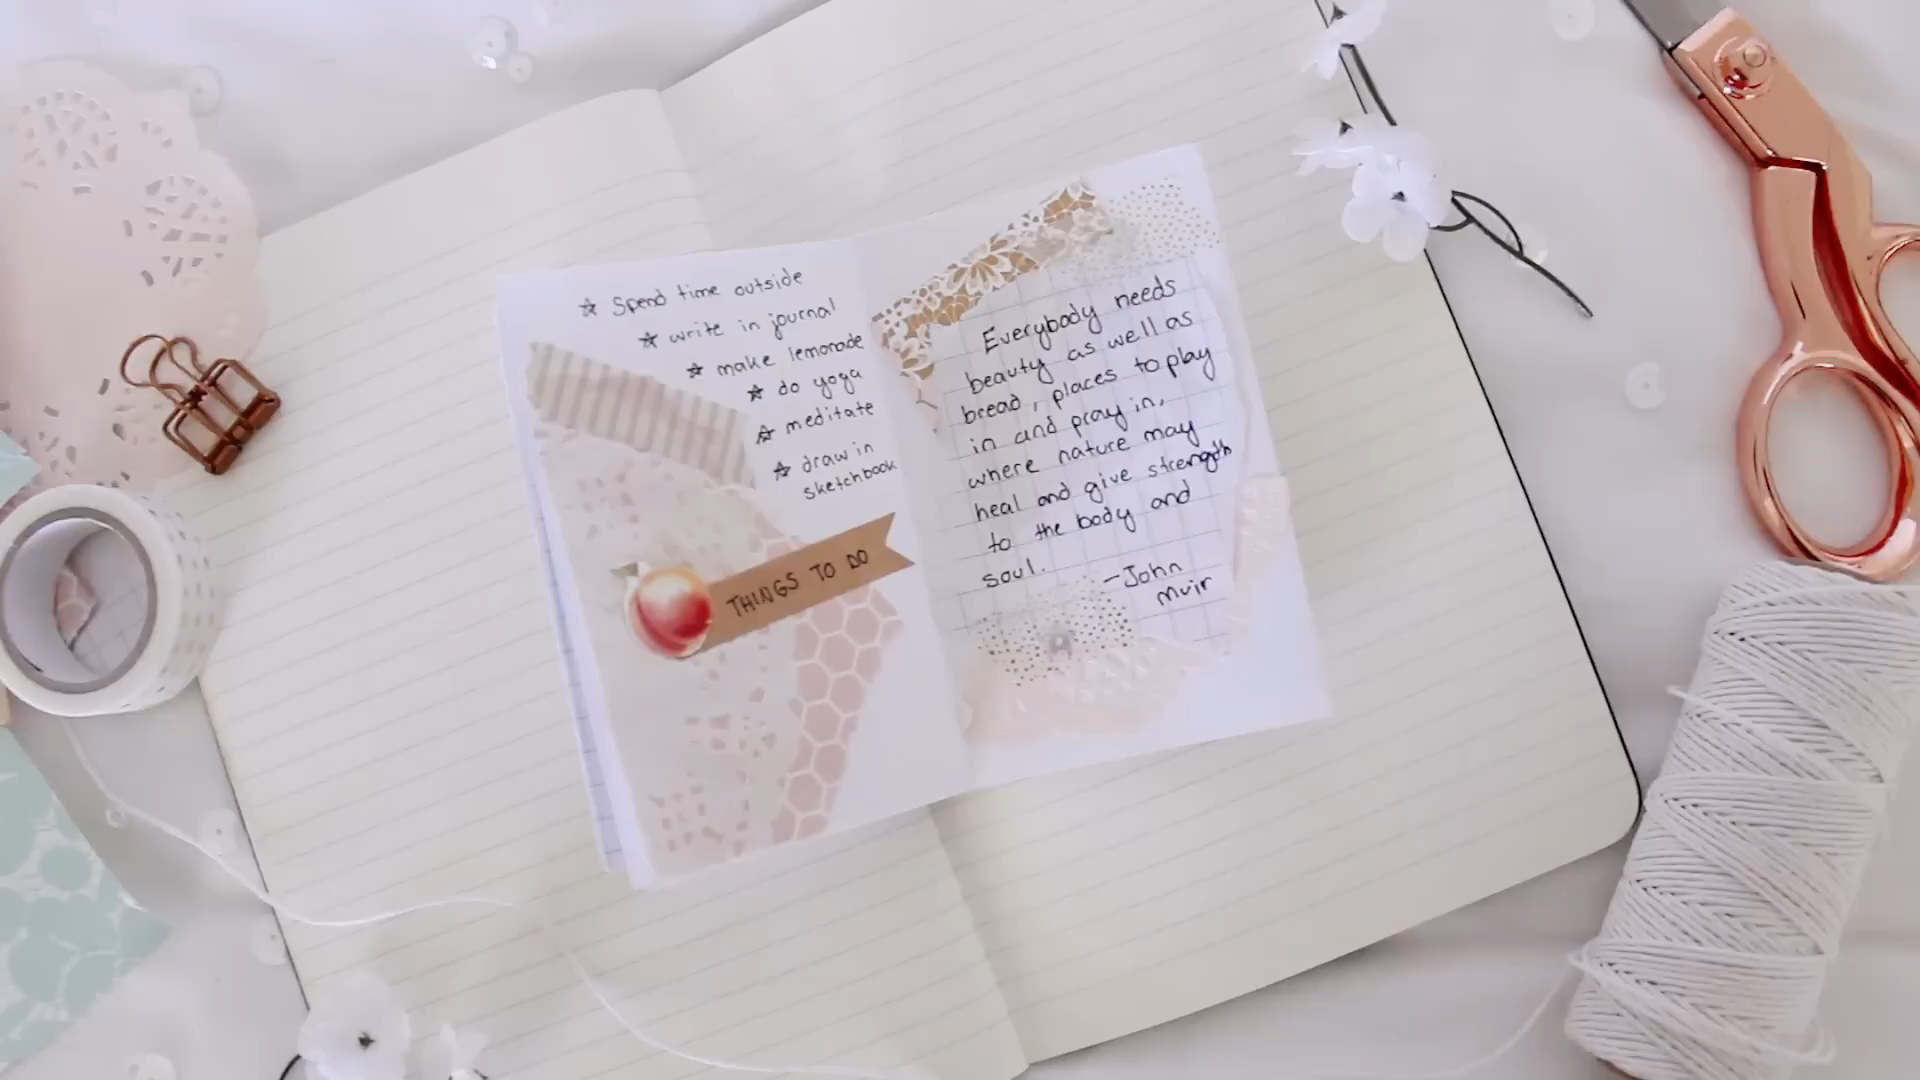 ☆ Spend time outside
☆ write in journal
☆ make lemonade
☆ do yoga
☆ meditate
☆ draw in
sketchbook
THINGS TO DO
Everybody needs
beauty as well as
bread, places to play
in and pray in,
where nature may
heal and give strength
to the body and
soul.
-John
Muir